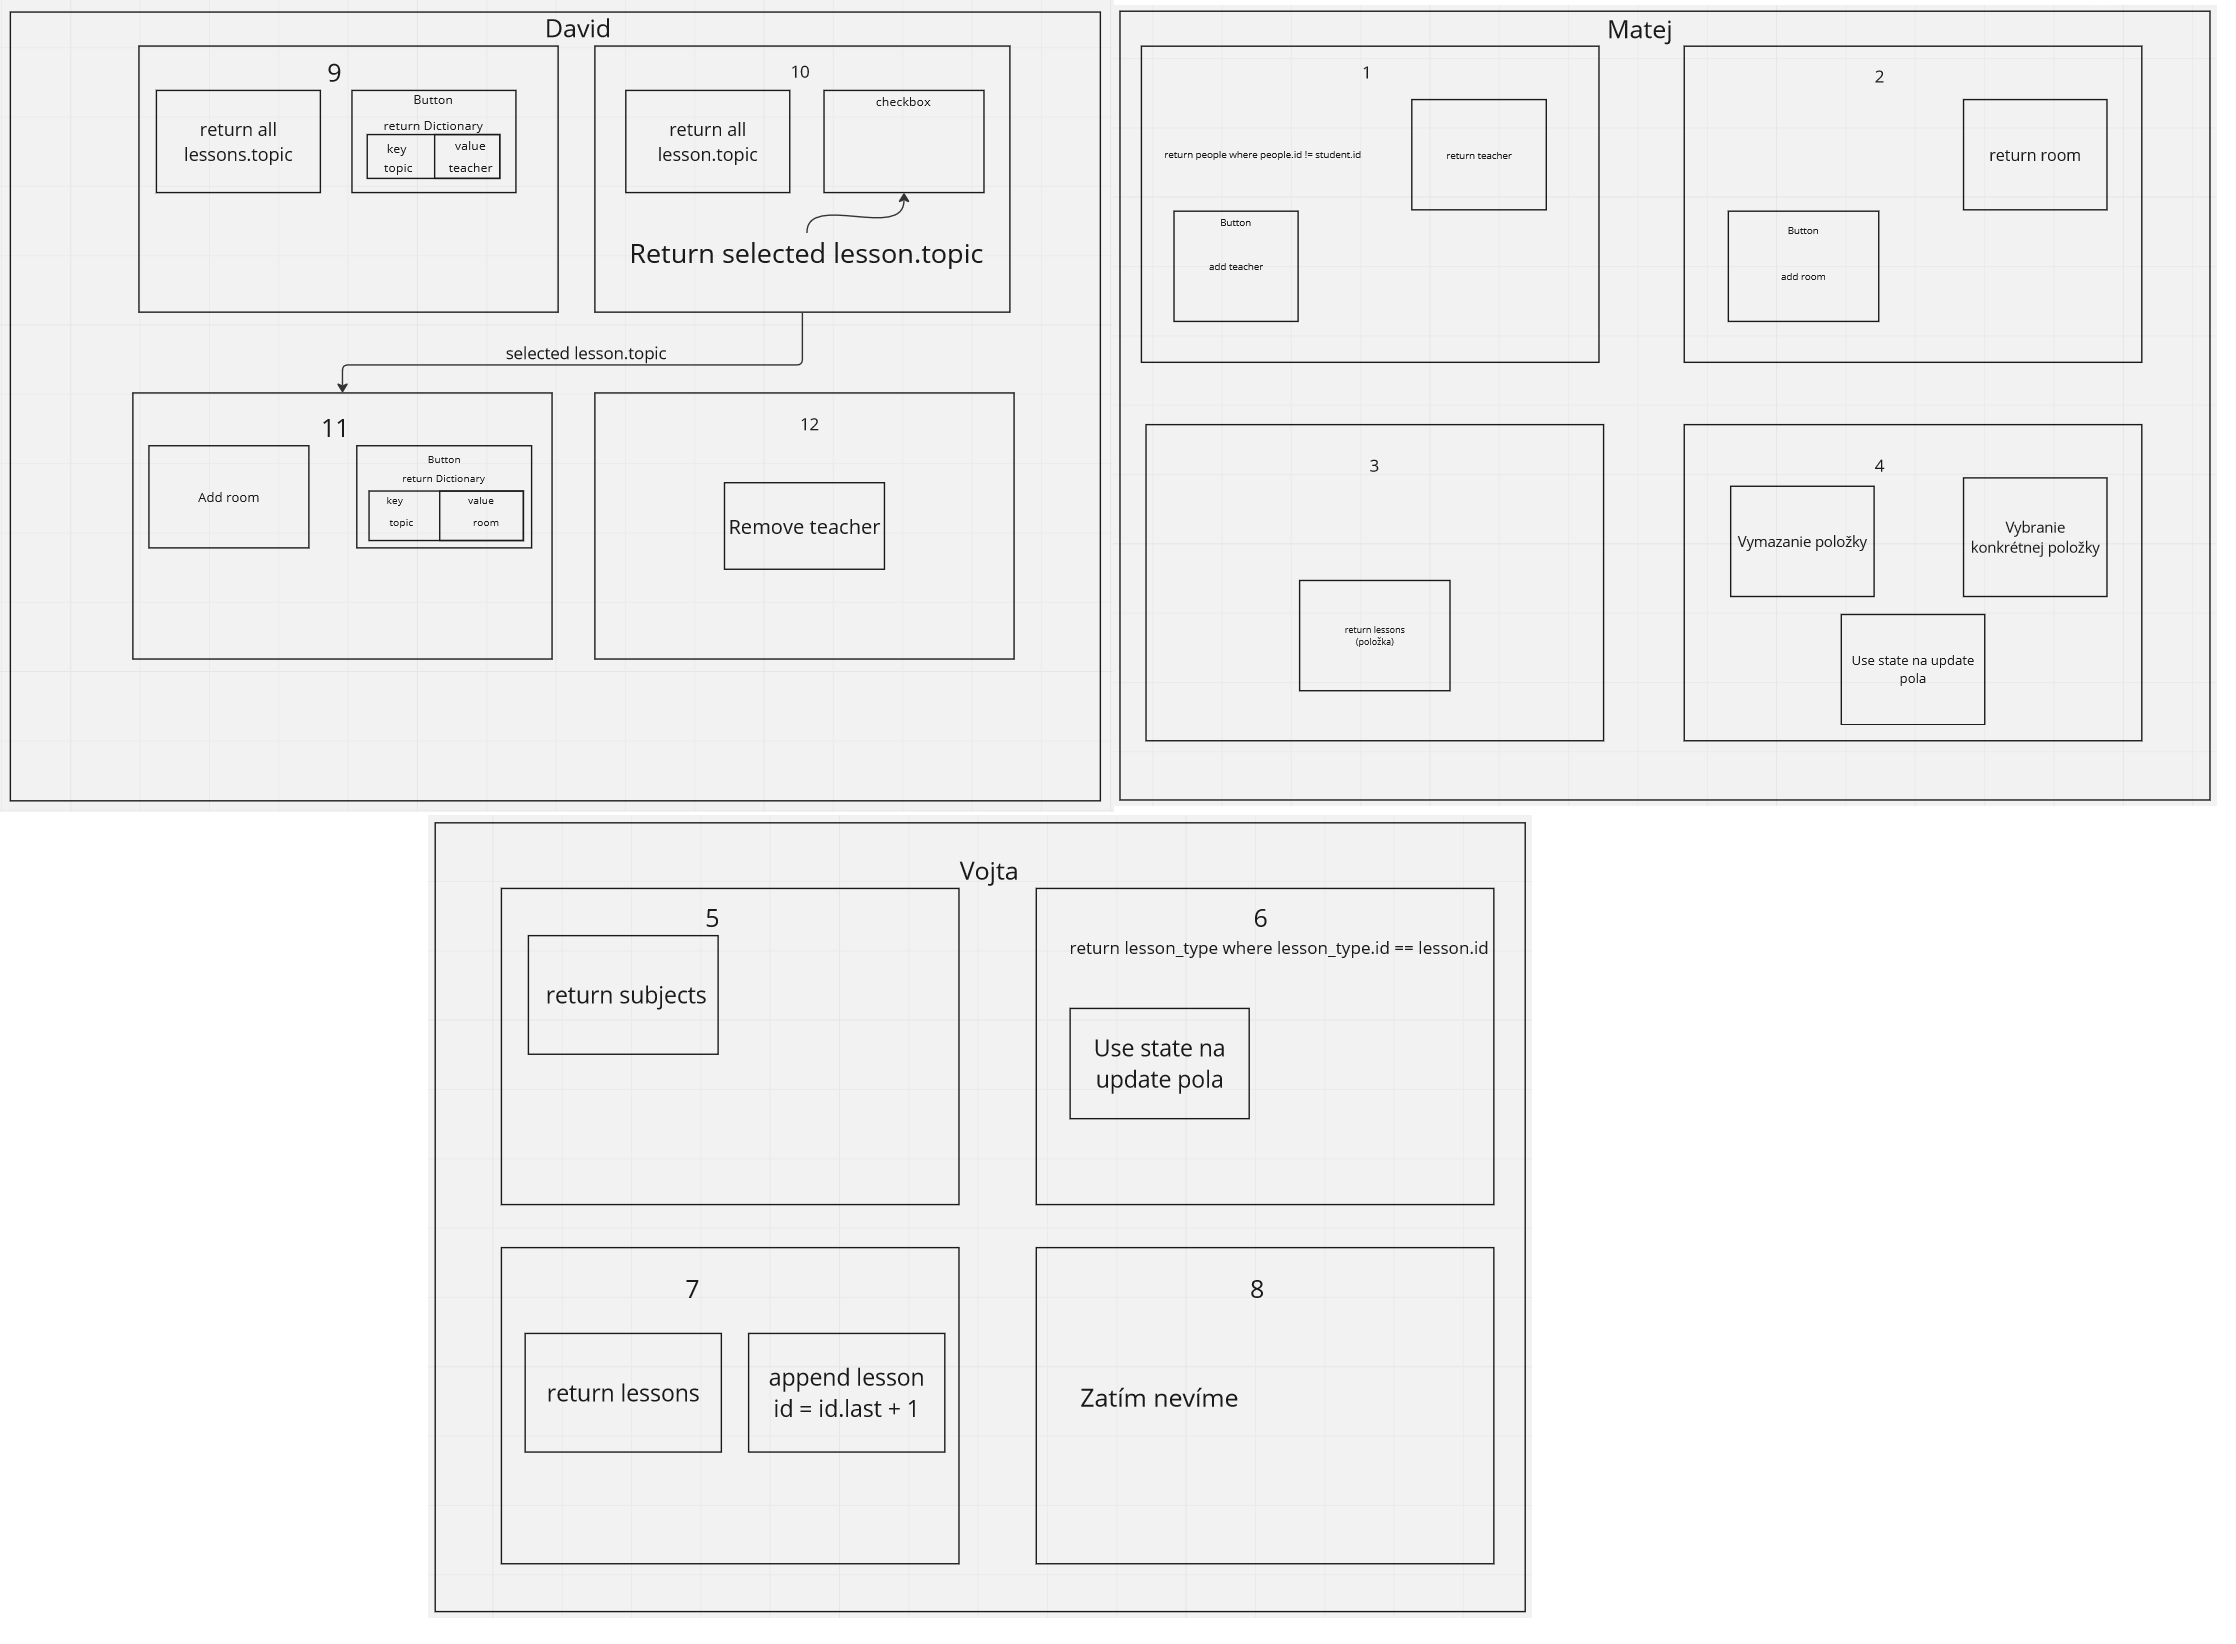 David
9
return all
lessons.topic
Button
return Dictionary
key
value
topic
teacher
10
return all
lesson.topic
checkbox
Return selected lesson.topic
selected lesson.topic
11
Add room
Button
return Dictionary
key
value
topic
room
12
Remove teacher
Matej
1
return people where people.id != student.id
return teacher
Button
add teacher
2
return room
Button
add room
3
return lessons
(položka)
4
Vymazanie položky
Vybranie
konkrétnej položky
Use state na update
pola
Vojta
5
return subjects
6
return lesson_type where lesson_type.id == lesson.id
Use state na
update pola
7
return lessons
append lesson
id = id.last + 1
8
Zatím nevíme